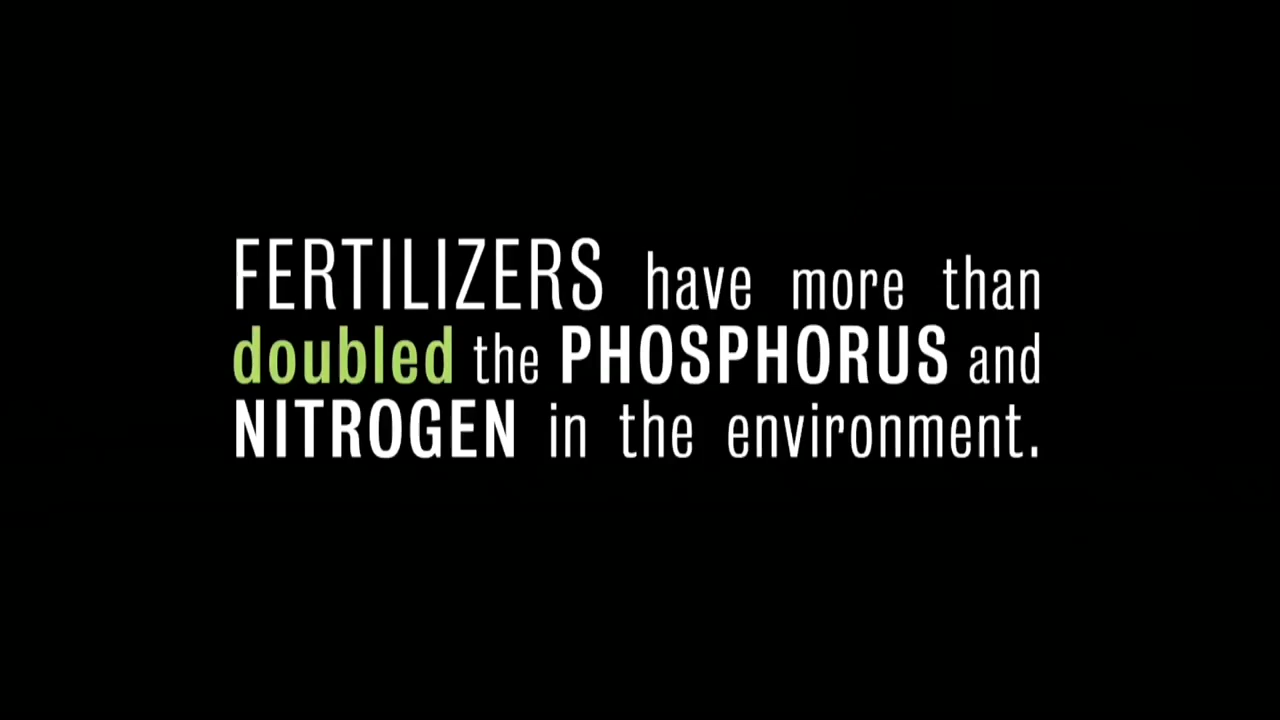 FERTILIZERS have more than
doubled the PHOSPHORUS and
NITROGEN in the environment.